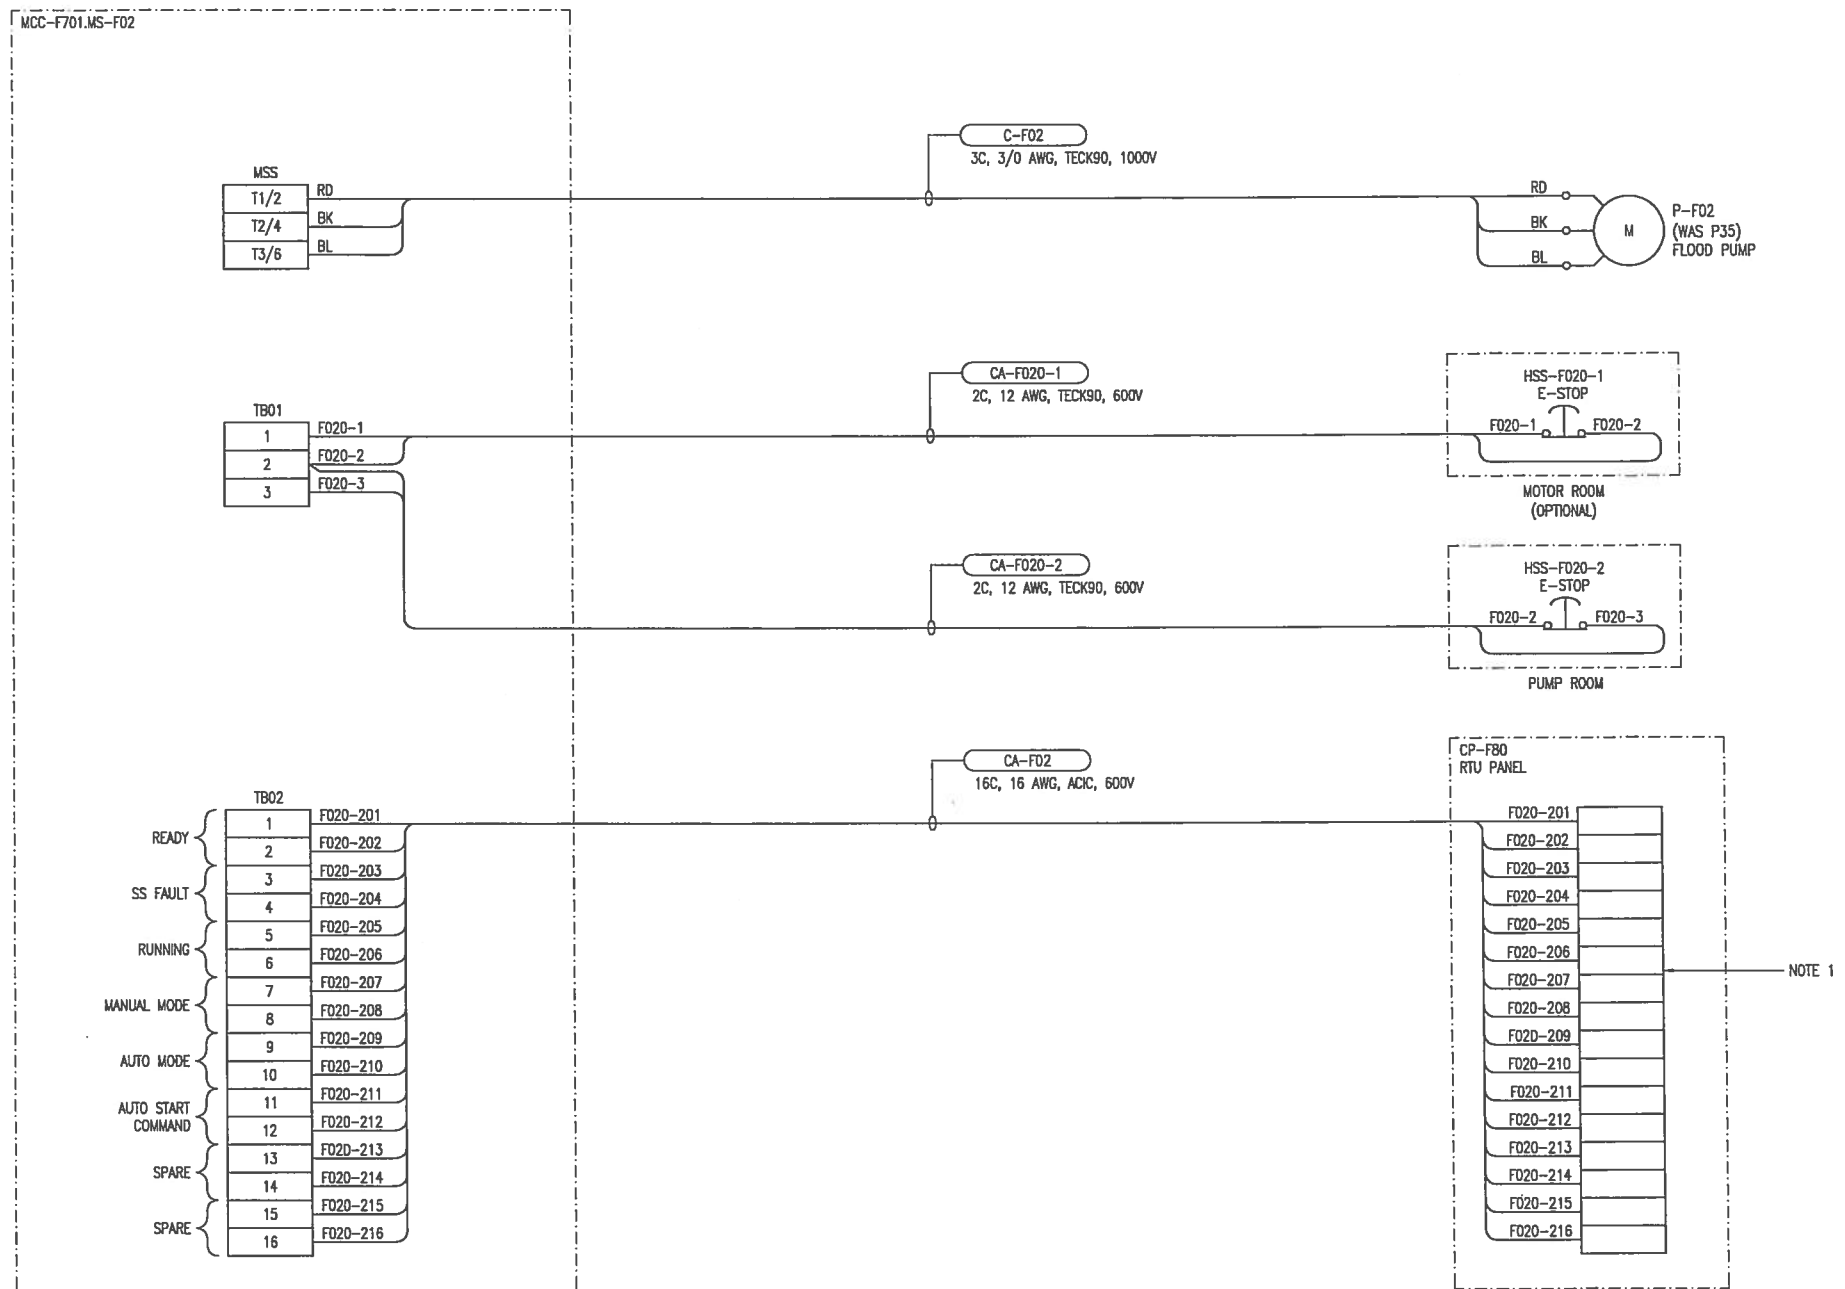 MCC-F701.MS-F02
C-F02
3C, 3/0 AWG, TECK90, 1000V
MSS
T1/2
RD
T2/4
BK
T3/6
BL
RD
BK
BL
M
P-F02
(WAS P35)
FLOOD PUMP
CA-F020-1
2C, 12 AWG, TECK90, 600V
TB01
1
F020-1
2
F020-2
3
F020-3
HSS-F020-1
E-STOP
F020-1
F020-2
MOTOR ROOM
(OPTIONAL)
CA-F020-2
2C, 12 AWG, TECK90, 600V
HSS-F020-2
E-STOP
F020-2
F020-3
PUMP ROOM
CA-F02
16C, 16 AWG, ACIC, 600V
CP-F80
RTU PANEL
TB02
READY
1
F020-201
2
F020-202
SS FAULT
3
F020-203
4
F020-204
RUNNING
5
F020-205
6
F020-206
MANUAL MODE
7
F020-207
8
F020-208
AUTO MODE
9
F020-209
10
F020-210
AUTO START
COMMAND
11
F020-211
12
F020-212
SPARE
13
F020-213
14
F020-214
SPARE
15
F020-215
16
F020-216
F020-201
F020-202
F020-203
F020-204
F020-205
F020-206
F020-207
F020-208
F020-209
F020-210
F020-211
F020-212
F020-213
F020-214
F020-215
F020-216
NOTE 1